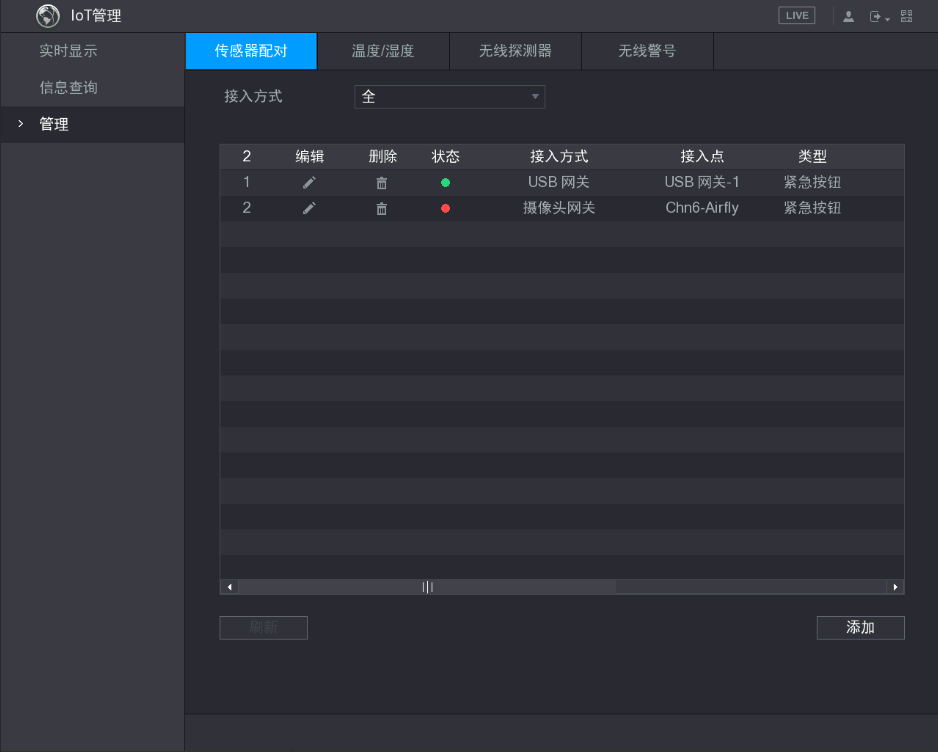 IoT管理
LIVE
实时显示
信息查询
管理
传感器配对 温度/湿度 无线探测器 无线警号
接入方式 全
2 编辑 删除 状态 接入方式 接入点 类型
1 USB 网关 USB 网关-1 紧急按钮
2 摄像头网关 Chn6-Airfly 紧急按钮
刷新 添加